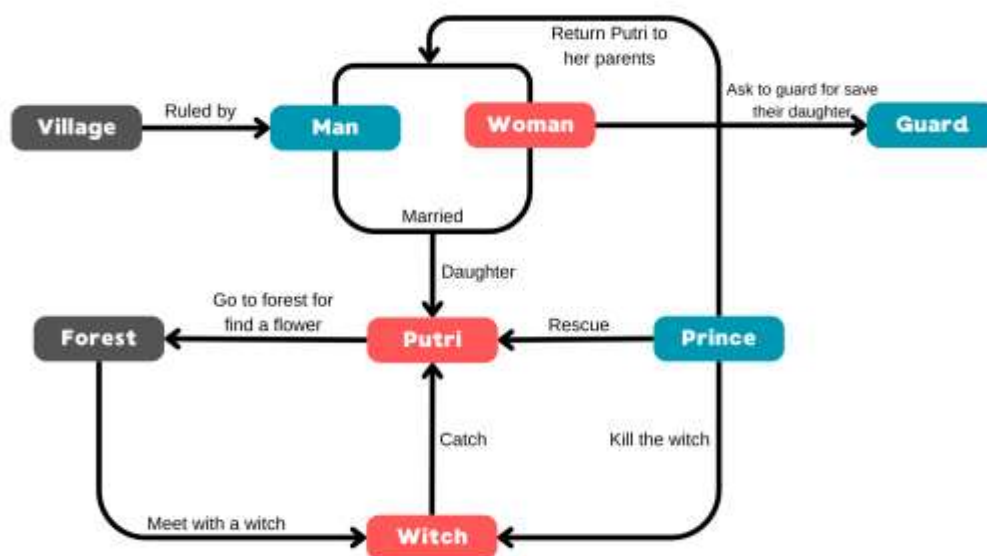 Return Putri to
her parents
Ask to guard for save
their daughter
Village
Ruled by
Man
Woman
Guard
Married
Daughter
Go to forest for
find a flower
Forest
Putri
Rescue
Prince
Catch
Kill the witch
Meet with a witch
Witch